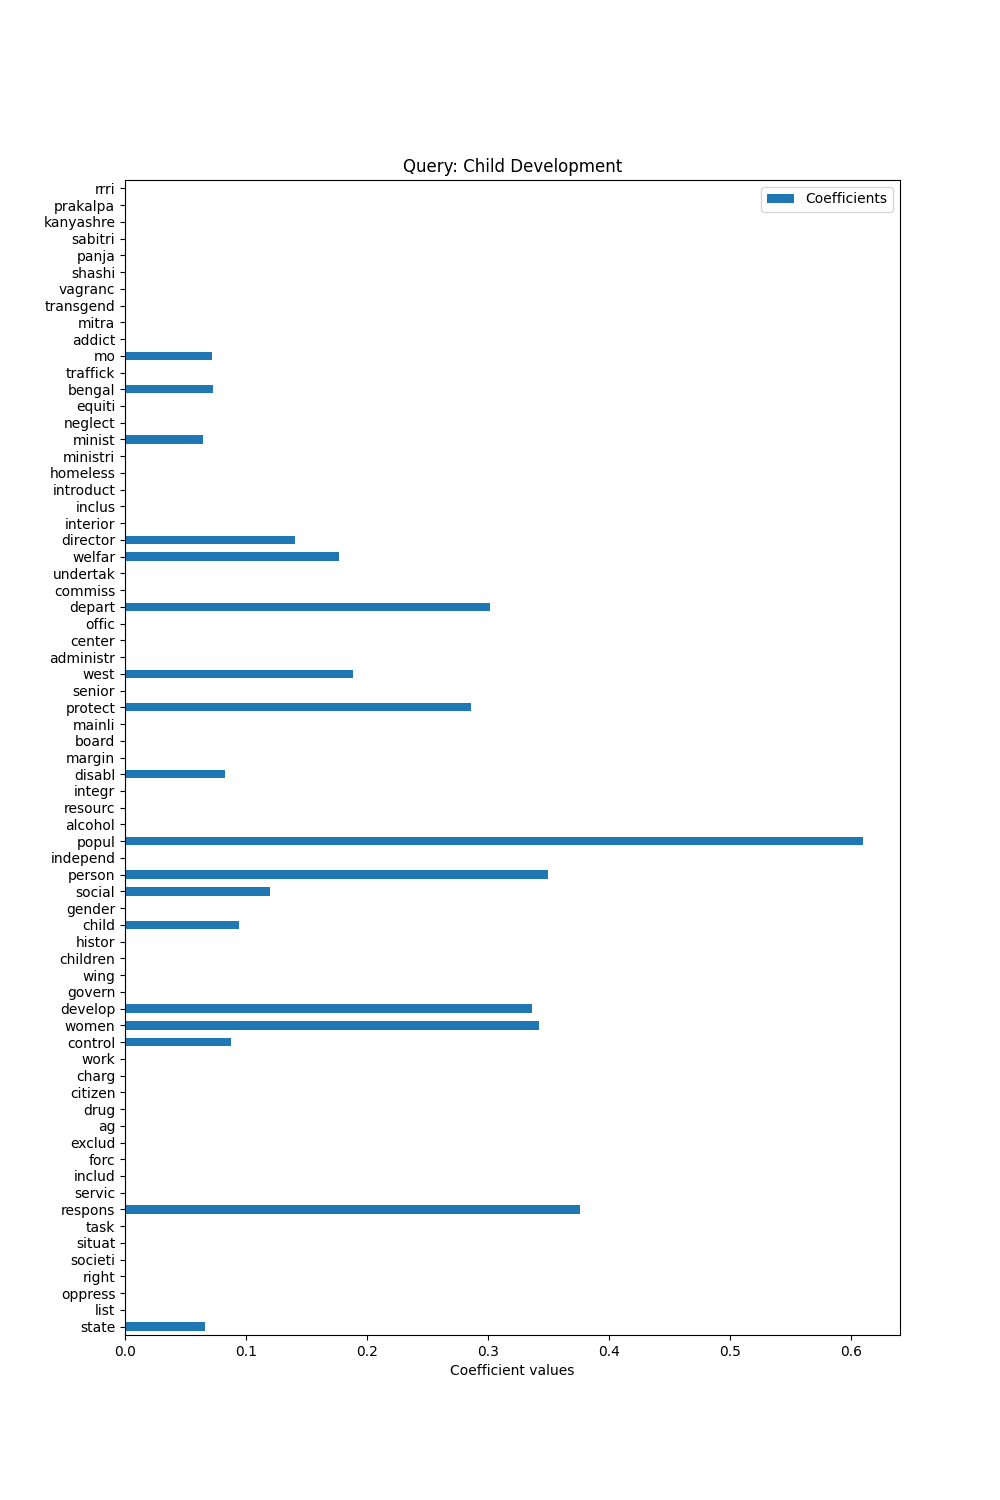 Query: Child Development
Coefficients
rrri
prakalpa
kanyashre
sabitri
panja
shashi
vagranc
transgend
mitra
addict
mo
traffick
bengal
equiti
neglect
minist
ministri
homeless
introduct
inclus
interior
director
welfar
undertak
commiss
depart
offic
center
administr
west
senior
protect
mainli
board
margin
disabl
integr
resourc
alcohol
popul
independ
person
social
gender
child
histor
children
wing
govern
develop
women
control
work
charg
citizen
drug
ag
exclud
forc
includ
servic
respons
task
situat
societi
right
oppress
list
state
0.0 0.1 0.2 0.3 0.4 0.5 0.6
Coefficient values